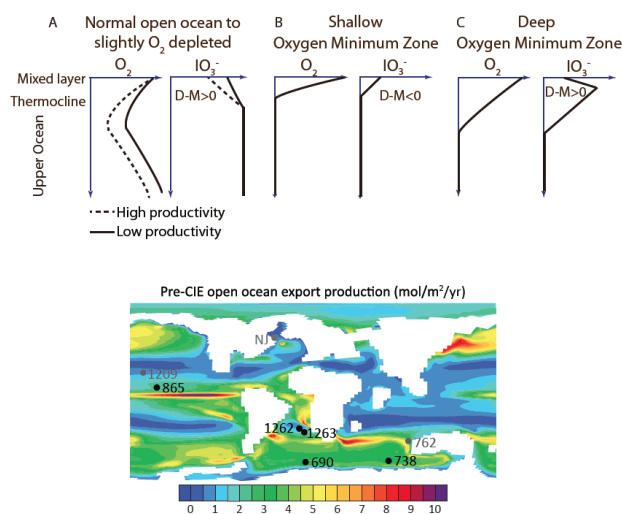 A Normal open ocean to slightly O₂ depleted
B Shallow Oxygen Minimum Zone
C Deep Oxygen Minimum Zone
O₂ IO₃⁻ O₂ IO₃⁻ O₂ IO₃⁻
Mixed layer
Thermocline
Upper Ocean
D-M>0 D-M<0 D-M>0
High productivity
Low productivity
Pre-CIE open ocean export production (mol/m²/yr)
NJ
1209
865
1262
1263
762
690
738
0 1 2 3 4 5 6 7 8 9 10